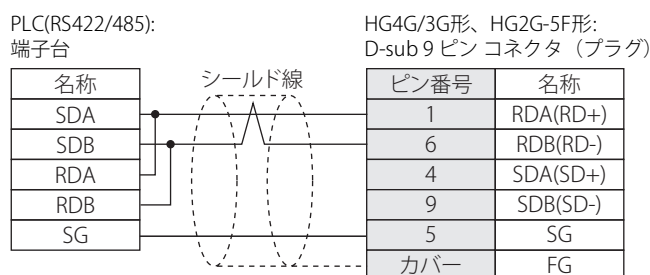 PLC(RS422/485):
端子台
HG4G/3G形、HG2G-5F形:
D-sub 9 ピン コネクタ（プラグ）
名称 シールド線 ピン番号 名称
SDA 1 RDA(RD+)
SDB 6 RDB(RD-)
RDA 4 SDA(SD+)
RDB 9 SDB(SD-)
SG 5 SG
カバー FG